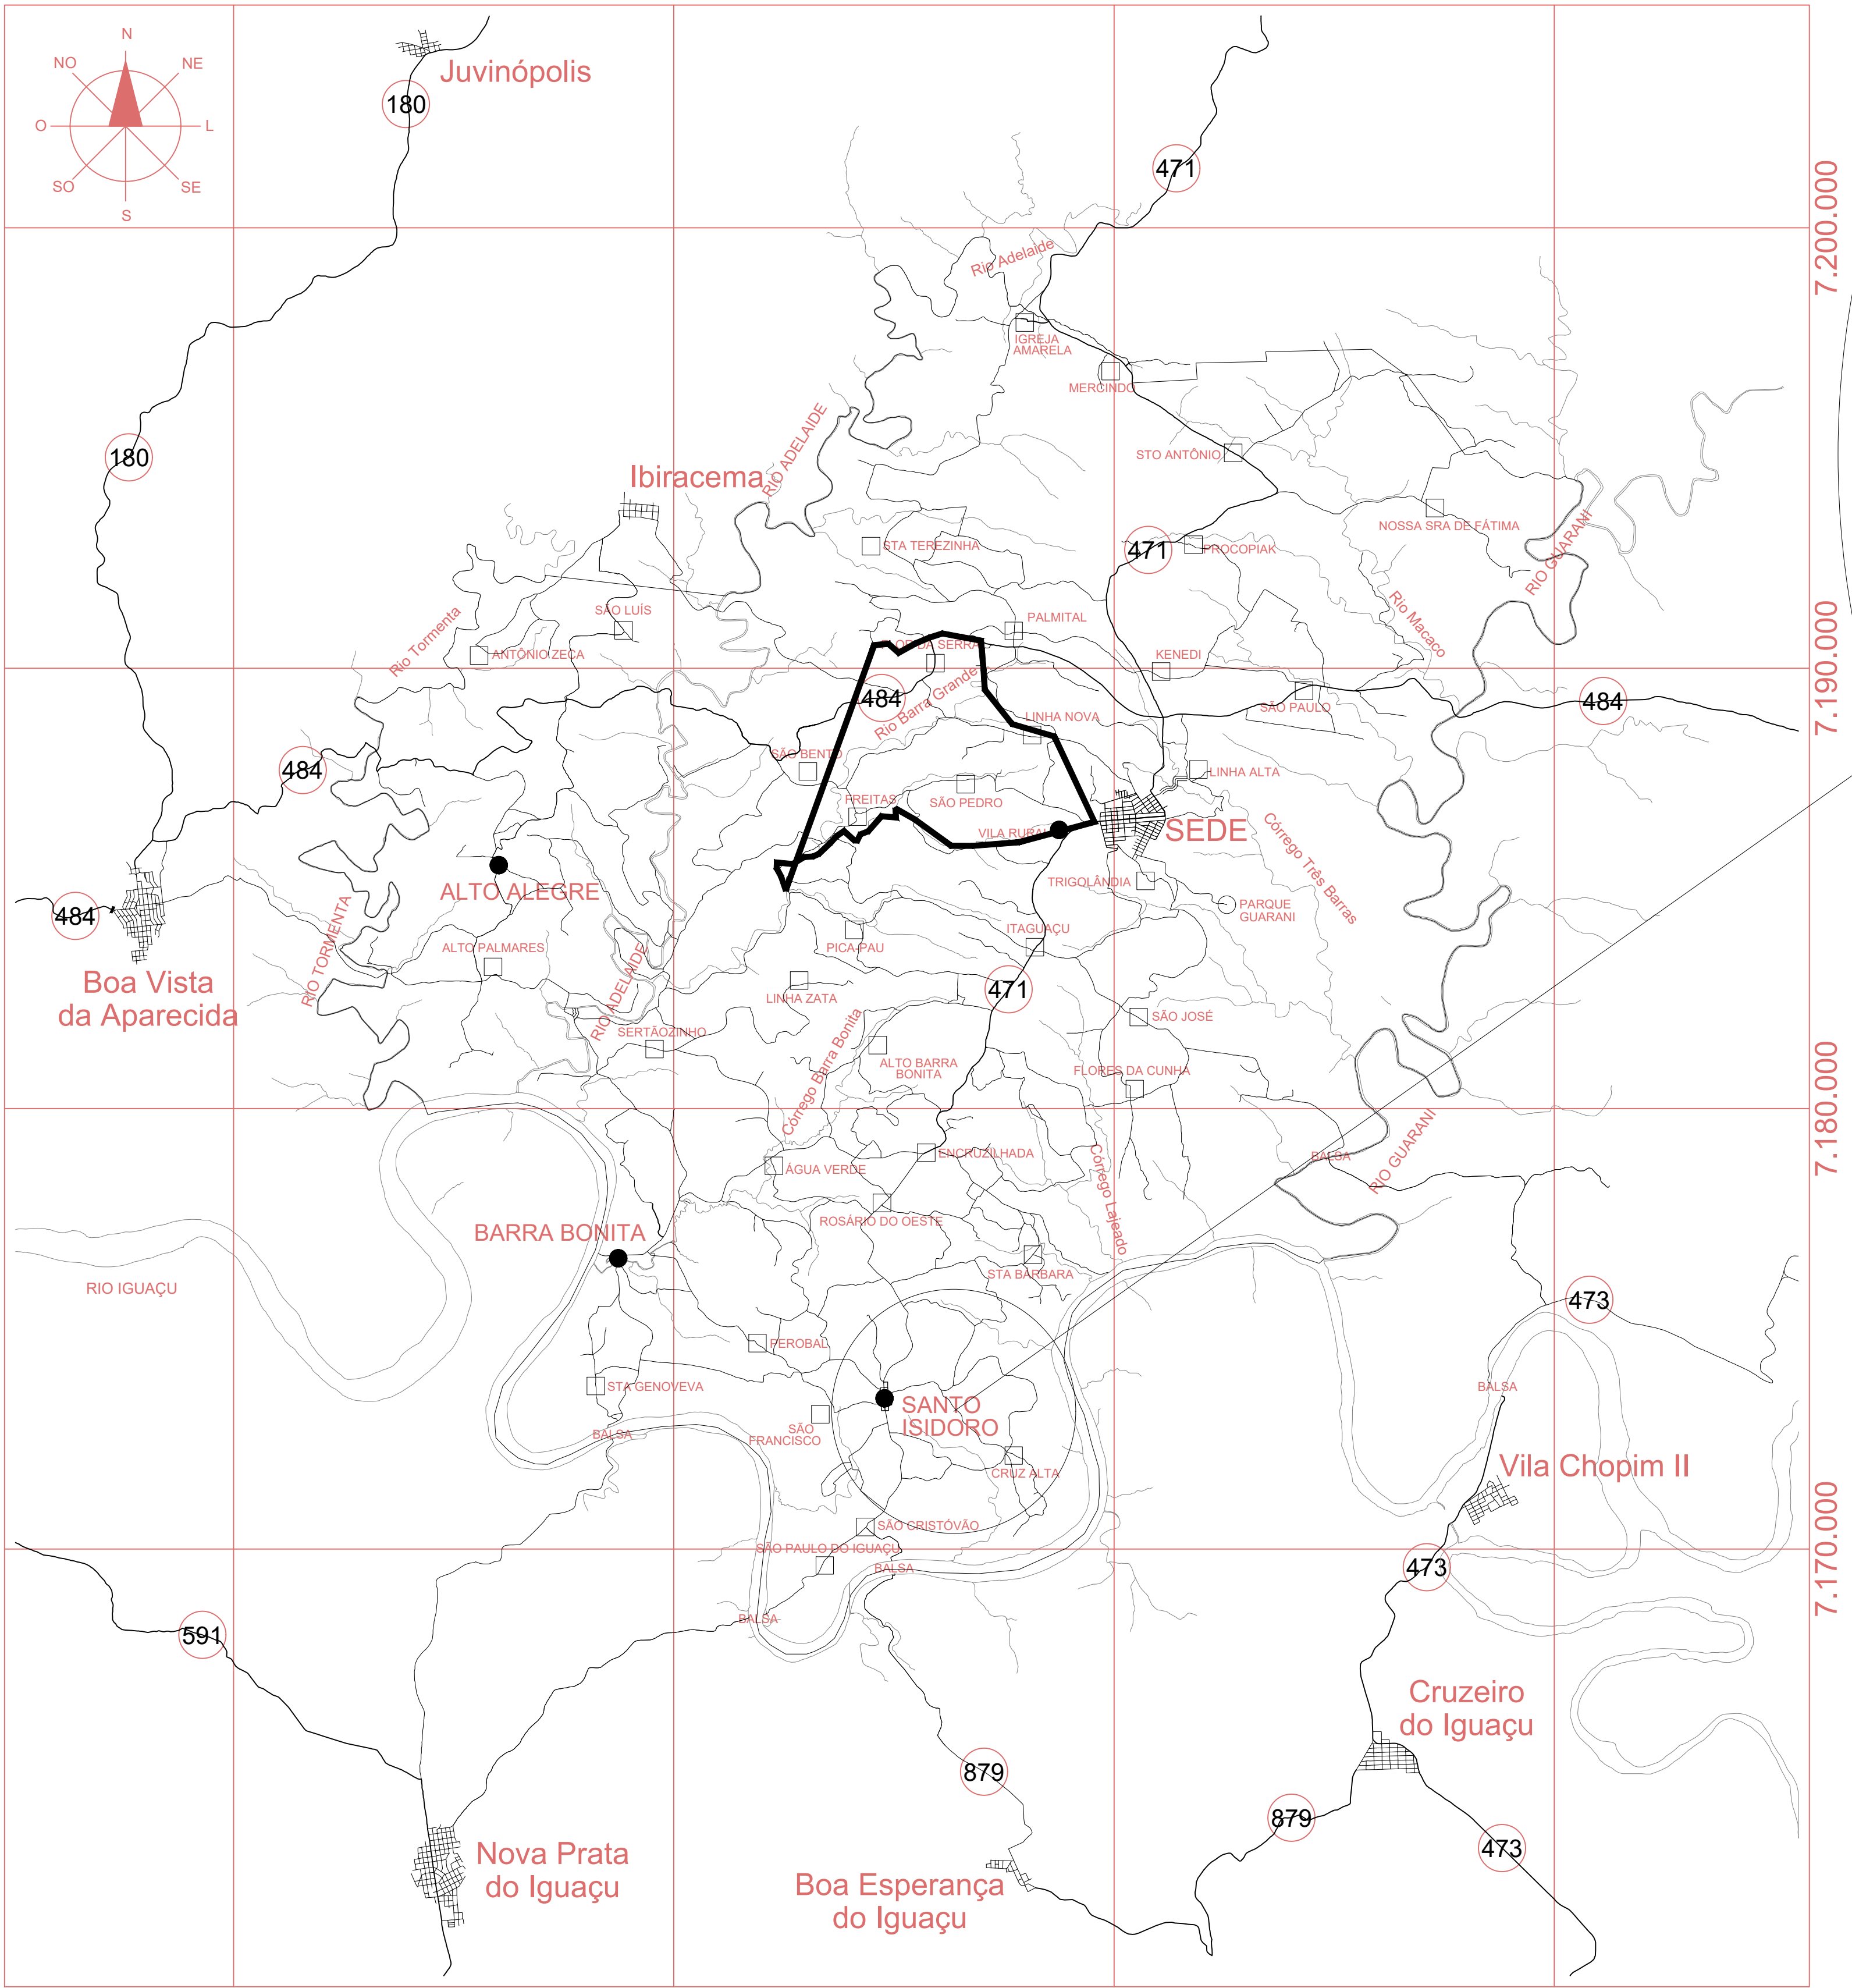 N
NO
NE
O
L
SO
SE
S
Juvinópolis
180
471
7.200.000
Rio Adelaide
IGREJA
AMARELA
MERCINDO
RIO ADELAIDE
180
Ibiracema
STO ANTÔNIO
NOSSA SRA DE FÁTIMA
STA TEREZINHA
471
PROCOPIAK
RIO GUARANI
SÃO LUÍS
Rio Tormenta
ANTÔNIO ZECA
PALMITAL
FLOR DA SERRA
KENEDI
Rio Macaco
7.190.000
484
Rio Barra Grande
LINHA NOVA
SÃO PAULO
484
484
SÃO BENTO
LINHA ALTA
FREITAS
SÃO PEDRO
VILA RURAL
SEDE
Córrego Três Barras
ALTO ALEGRE
TRIGOLÂNDIA
PARQUE
GUARANI
484
RIO TORMENTA
ALTO PALMARES
PICA-PAU
ITAGUAÇU
Boa Vista
da Aparecida
RIO ADELAIDE
LINHA ZATA
471
SÃO JOSÉ
SERTÃOZINHO
Córrego Barra Bonita
ALTO BARRA
BONITA
FLORES DA CUNHA
7.180.000
ÁGUA VERDE
ENCRUZILHADA
Córrego Lajeado
BALSA
RIO GUARANI
ROSÁRIO DO OESTE
BARRA BONITA
STA BÁRBARA
RIO IGUAÇU
473
PEROBAL
STA GENOVEVA
BALSA
SANTO
ISIDORO
SÃO
FRANCISCO
BALSA
CRUZ ALTA
Vila Chopim II
SÃO CRISTÓVÃO
SÃO PAULO DO IGUAÇU
BALSA
473
7.170.000
BALSA
591
Cruzeiro
do Iguaçu
879
879
473
Nova Prata
do Iguaçu
Boa Esperança
do Iguaçu